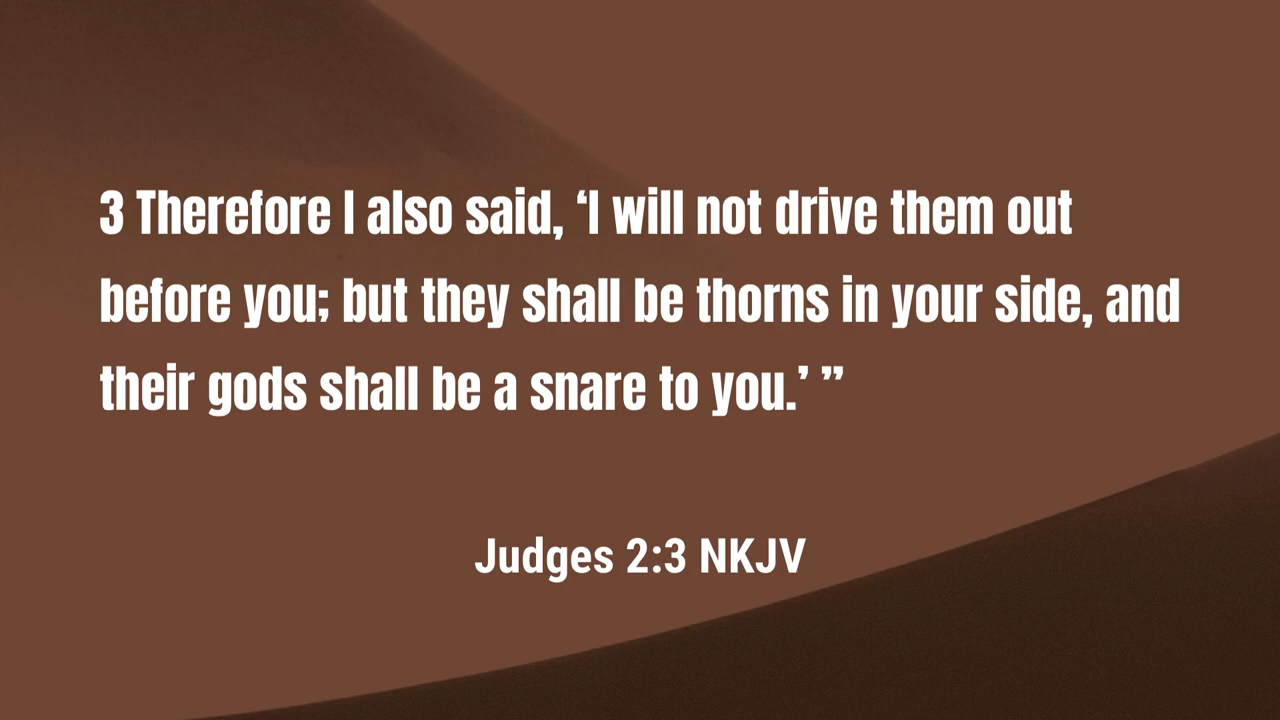 3 Therefore I also said, ‘I will not drive them out
before you; but they shall be thorns in your side, and
their gods shall be a snare to you.’ ”
Judges 2:3 NKJV